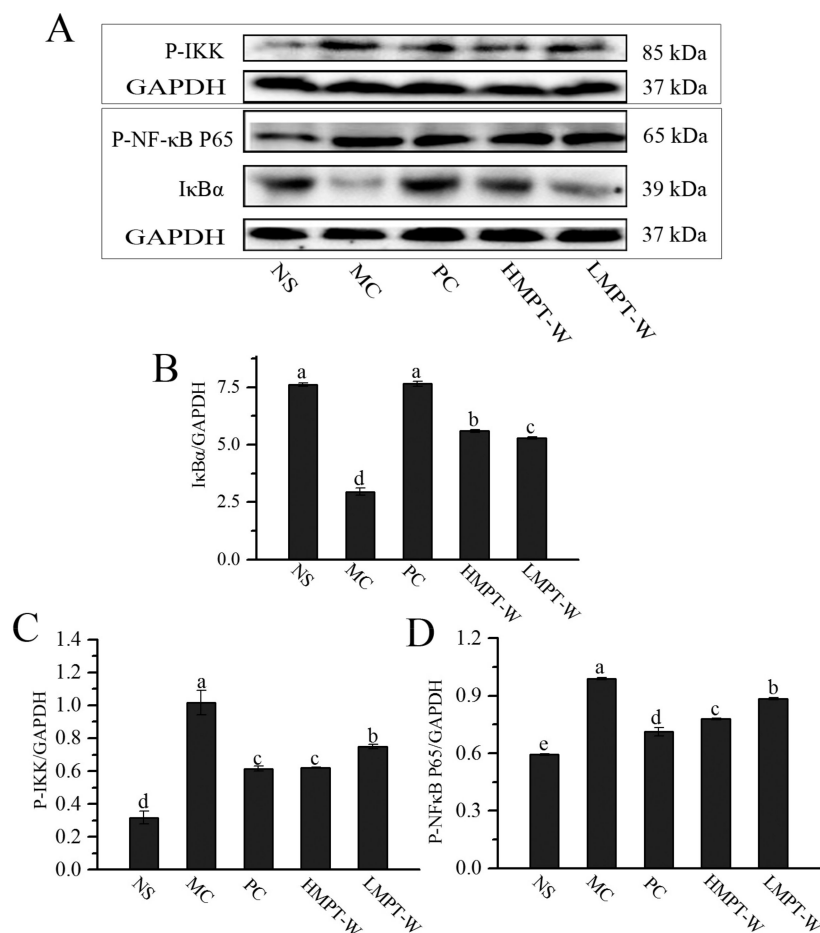 A
P-IKK 85 kDa
GAPDH 37 kDa
P-NF-κB P65 65 kDa
IκBα 39 kDa
GAPDH 37 kDa
NS MC PC HMPT-W LMPT-W
B
IκBα/GAPDH
7.5
5.0
2.5
0.0
a d a b c
NS MC PC HMPT-W LMPT-W
C
P-IKK/GAPDH
1.4
1.2
1.0
0.8
0.6
0.4
0.2
0.0
d a c c b
NS MC PC HMPT-W LMPT-W
D
P-NFκB P65/GAPDH
1.2
0.9
0.6
0.3
0.0
e a d c b
NS MC PC HMPT-W LMPT-W